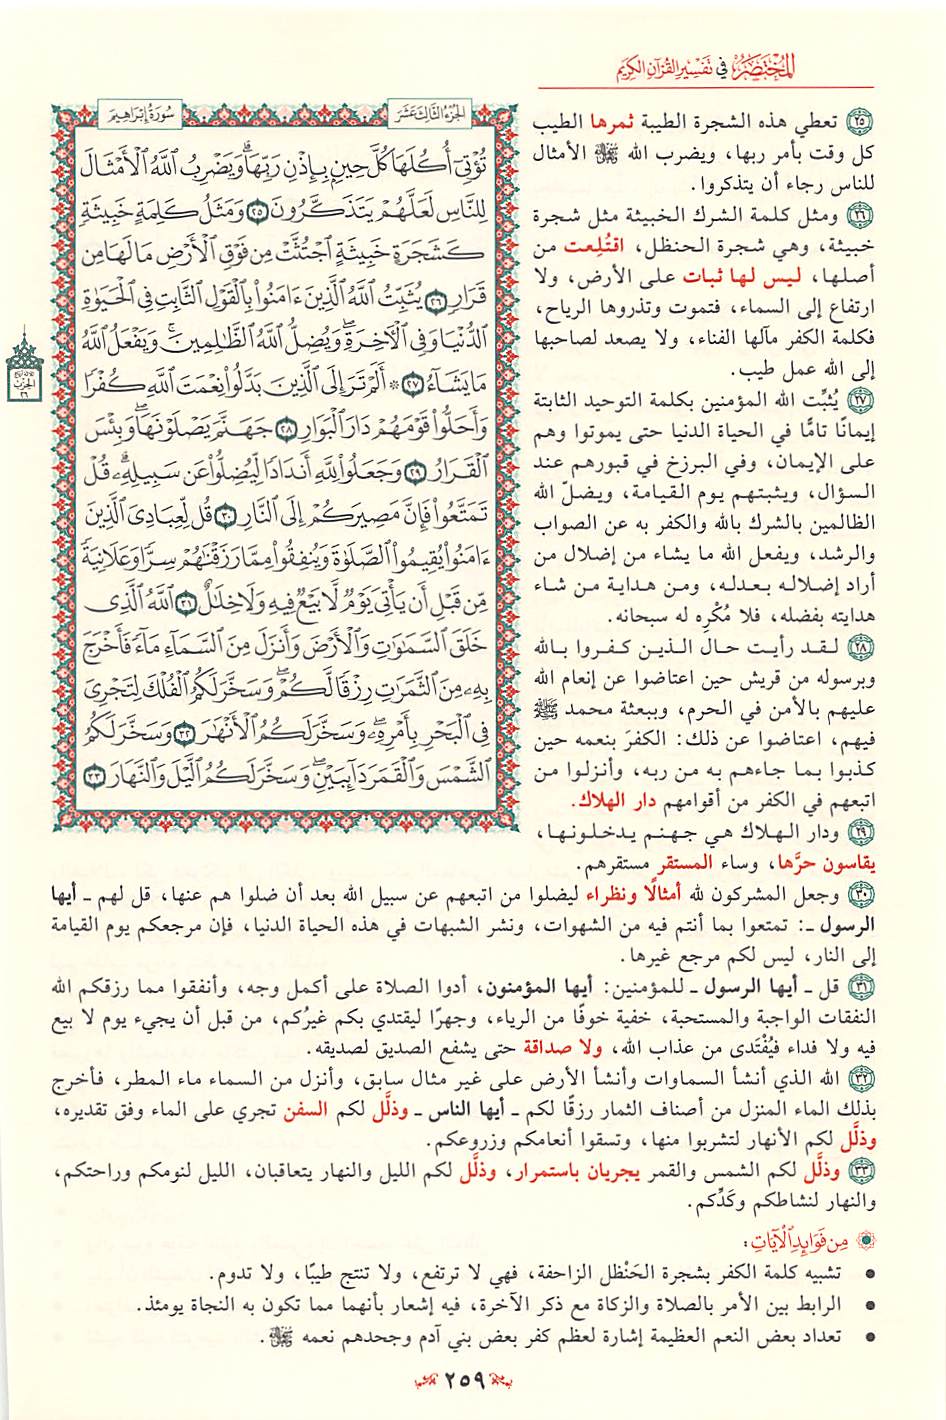 المختصر في تفسير القرآن الكريم
الجزء الثالث عشر
سورة إبراهيم
تُؤْتِيٓ أُكُلَهَا كُلَّ حِينِۭ بِإِذۡنِ رَبِّهَاۗ وَيَضۡرِبُ ٱللَّهُ ٱلۡأَمۡثَالَ
لِلنَّاسِ لَعَلَّهُمۡ يَتَذَكَّرُونَ ٢٥ وَمَثَلُ كَلِمَةٍ خَبِيثَةٖ
كَشَجَرَةٍ خَبِيثَةٍ ٱجۡتُثَّتۡ مِن فَوۡقِ ٱلۡأَرۡضِ مَا لَهَا مِن
قَرَارٖ ٢٦ يُثَبِّتُ ٱللَّهُ ٱلَّذِينَ ءَامَنُواْ بِٱلۡقَوۡلِ ٱلثَّابِتِ فِي ٱلۡحَيَوٰةِ
ٱلدُّنۡيَا وَفِي ٱلۡأٓخِرَةِۖ وَيُضِلُّ ٱللَّهُ ٱلظَّٰلِمِينَۚ وَيَفۡعَلُ ٱللَّهُ
مَا يَشَآءُ ٢٧ ۞ أَلَمۡ تَرَ إِلَى ٱلَّذِينَ بَدَّلُواْ نِعۡمَتَ ٱللَّهِ كُفۡرٗا
وَأَحَلُّواْ قَوۡمَهُمۡ دَارَ ٱلۡبَوَارِ ٢٨ جَهَنَّمَ يَصۡلَوۡنَهَاۖ وَبِئۡسَ
ٱلۡقَرَارُ ٢٩ وَجَعَلُواْ لِلَّهِ أَندَادٗا لِّيُضِلُّواْ عَن سَبِيلِهِۦۗ قُلۡ
تَمَتَّعُواْ فَإِنَّ مَصِيرَكُمۡ إِلَى ٱلنَّارِ ٣٠ قُل لِّعِبَادِيَ ٱلَّذِينَ
ءَامَنُواْ يُقِيمُواْ ٱلصَّلَوٰةَ وَيُنفِقُواْ مِمَّا رَزَقۡنَٰهُمۡ سِرّٗا وَعَلَانِيَةٗ
مِّن قَبۡلِ أَن يَأۡتِيَ يَوۡمٞ لَّا بَيۡعٞ فِيهِ وَلَا خِلَٰلٌ ٣١ ٱللَّهُ ٱلَّذِي
خَلَقَ ٱلسَّمَٰوَٰتِ وَٱلۡأَرۡضَ وَأَنزَلَ مِنَ ٱلسَّمَآءِ مَآءٗ فَأَخۡرَجَ
بِهِۦ مِنَ ٱلثَّمَرَٰتِ رِزۡقٗا لَّكُمۡۖ وَسَخَّرَ لَكُمُ ٱلۡفُلۡكَ لِتَجۡرِيَ
فِي ٱلۡبَحۡرِ بِأَمۡرِهِۦۖ وَسَخَّرَ لَكُمُ ٱلۡأَنۡهَٰرَ ٣٢ وَسَخَّرَ لَكُمُ
ٱلشَّمۡسَ وَٱلۡقَمَرَ دَآئِبَيۡنِۖ وَسَخَّرَ لَكُمُ ٱلَّيۡلَ وَٱلنَّهَارَ ٣٣
الحزب
٢٦
٢٥ تعطي هذه الشجرة الطيبة ثمرها الطيب
كل وقت بأمر ربها، ويضرب الله ﷻ الأمثال
للناس رجاء أن يتذكروا.
٢٦ ومثل كلمة الشرك الخبيثة مثل شجرة
خبيثة، وهي شجرة الحنظل، اقتُلِعت من
أصلها، ليس لها ثبات على الأرض، ولا
ارتفاع إلى السماء، فتموت وتذروها الرياح،
فكلمة الكفر مآلها الفناء، ولا يصعد لصاحبها
إلى الله عمل طيب.
٢٧ يُثبِّت الله المؤمنين بكلمة التوحيد الثابتة
إيمانًا تامًّا في الحياة الدنيا حتى يموتوا وهم
على الإيمان، وفي البرزخ في قبورهم عند
السؤال، ويثبتهم يوم القيامة، ويضلّ الله
الظالمين بالشرك بالله والكفر به عن الصواب
والرشد، ويفعل الله ما يشاء من إضلال من
أراد إضلاله بعدله، ومن هداية من شاء
هدايته بفضله، فلا مُكْرِه له سبحانه.
٢٨ لقد رأيت حال الذين كفروا بالله
وبرسوله من قريش حين اعتاضوا عن إنعام الله
عليهم بالأمن في الحرم، وببعثة محمد ﷺ
فيهم، اعتاضوا عن ذلك: الكفرَ بنعمه حين
كذبوا بما جاءهم به من ربه، وأنزلوا من
اتبعهم في الكفر من أقوامهم دار الهلاك.
٢٩ ودار الهلاك هي جهنم يدخلونها،
يقاسون حرَّها، وساء المستقر مستقرهم.
٣٠ وجعل المشركون لله أمثالًا ونظراء ليضلوا من اتبعهم عن سبيل الله بعد أن ضلوا هم عنها، قل لهم ـ أيها
الرسول ـ: تمتعوا بما أنتم فيه من الشهوات، ونشر الشبهات في هذه الحياة الدنيا، فإن مرجعكم يوم القيامة
إلى النار، ليس لكم مرجع غيرها.
٣١ قل ـ أيها الرسول ـ للمؤمنين: أيها المؤمنون، أدوا الصلاة على أكمل وجه، وأنفقوا مما رزقكم الله
النفقات الواجبة والمستحبة، خفية خوفًا من الرياء، وجهرًا ليقتدي بكم غيرُكم، من قبل أن يجيء يوم لا بيع
فيه ولا فداء فيُفْتَدى من عذاب الله، ولا صداقة حتى يشفع الصديق لصديقه.
٣٢ الله الذي أنشأ السماوات وأنشأ الأرض على غير مثال سابق، وأنزل من السماء ماء المطر، فأخرج
بذلك الماء المنزل من أصناف الثمار رزقًا لكم ـ أيها الناس ـ وذلَّل لكم السفن تجري على الماء وفق تقديره،
وذلَّل لكم الأنهار لتشربوا منها، وتسقوا أنعامكم وزروعكم.
٣٣ وذلَّل لكم الشمس والقمر يجريان باستمرار، وذلَّل لكم الليل والنهار يتعاقبان، الليل لنومكم وراحتكم،
والنهار لنشاطكم وكَدِّكم.
مِن فَوَائِدِ الْآيَاتِ:
• تشبيه كلمة الكفر بشجرة الحَنْظل الزاحفة، فهي لا ترتفع، ولا تنتج طيبًا، ولا تدوم.
• الرابط بين الأمر بالصلاة والزكاة مع ذكر الآخرة، فيه إشعار بأنهما مما تكون به النجاة يومئذ.
• تعداد بعض النعم العظيمة إشارة لعظم كفر بعض بني آدم وجحدهم نعمه ﷻ.
٢٥٩